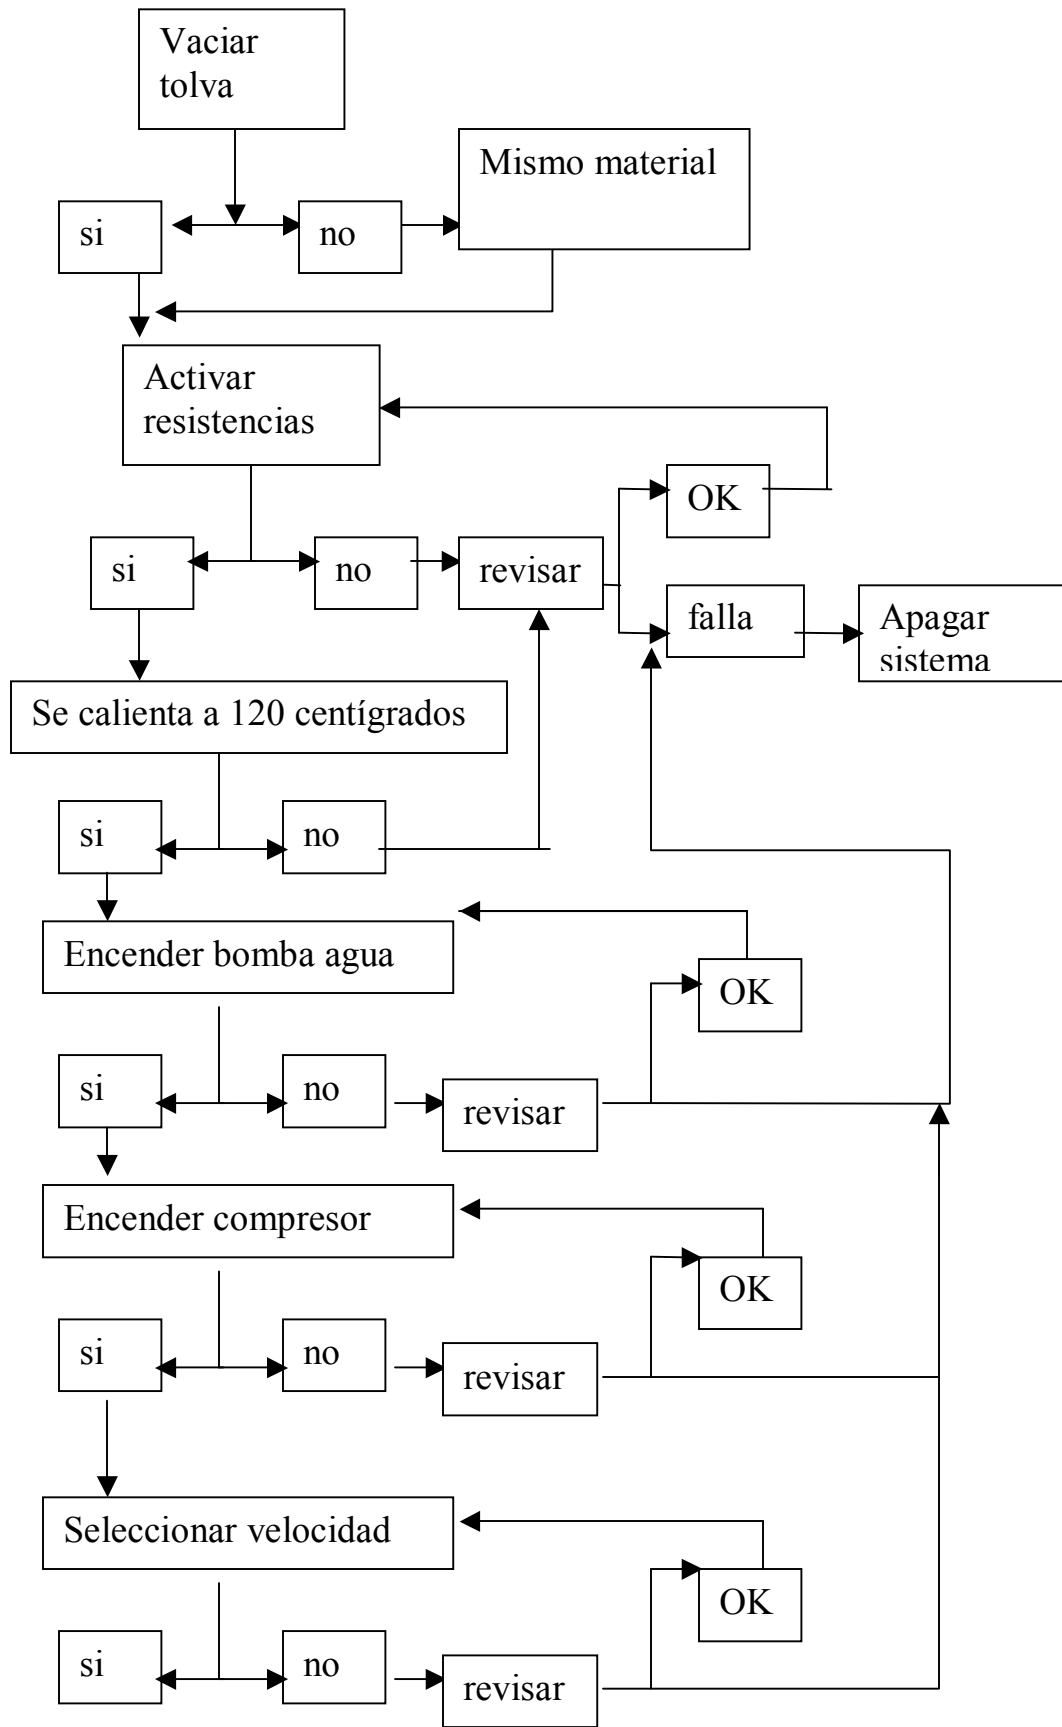 Vaciar
tolva
Mismo material
si
no
Activar
resistencias
OK
si
no
revisar
falla
Apagar
sistema
Se calienta a 120 centígrados
si
no
Encender bomba agua
OK
si
no
revisar
Encender compresor
OK
si
no
revisar
Seleccionar velocidad
OK
si
no
revisar